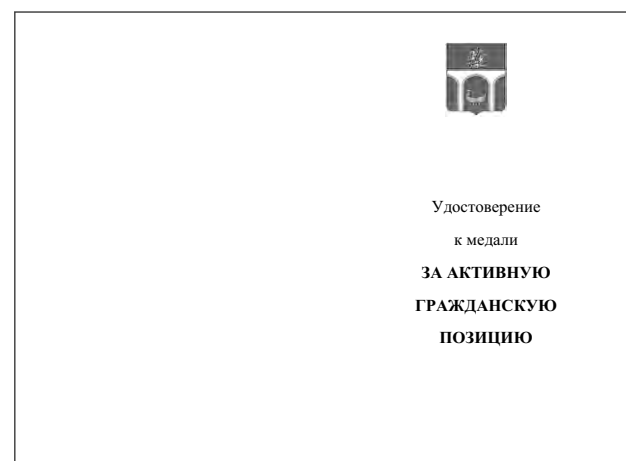 Удостоверение
к медали
ЗА АКТИВНУЮ
ГРАЖДАНСКУЮ
ПОЗИЦИЮ